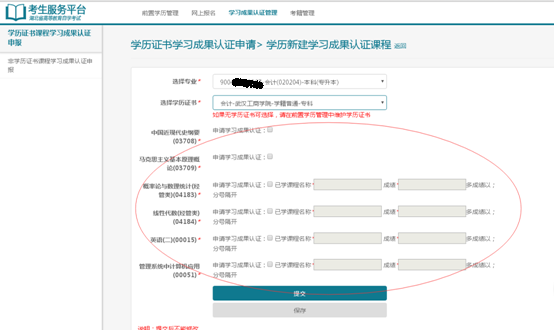 考生服务平台
湖北省高等教育自学考试
前置学历管理 网上报名 学习成果认证管理 考籍管理
学历证书课程学习成果认证申报
非学历证书课程学习成果认证申报
学历证书学习成果认证申请> 学历新建学习成果认证课程 返回
选择专业* 900 会计(020204)-本科(专升本)
选择学历证书* 会计-武汉工商学院-学籍普通-专科
如果无学历证书可选择，请在前置学历管理中维护学历证书
中国近现代史纲要(03708) * 申请学习成果认证：
马克思主义基本原理概论(03709) * 申请学习成果认证：
概率论与数理统计(经管类)(04183) * 申请学习成果认证： 已学课程名称* 成绩* 多成绩以；分号隔开
线性代数(经管类)(04184) * 申请学习成果认证： 已学课程名称* 成绩* 多成绩以；分号隔开
英语(二)(00015) * 申请学习成果认证： 已学课程名称* 成绩* 多成绩以；分号隔开
管理系统中计算机应用(00051) * 申请学习成果认证： 已学课程名称* 成绩* 多成绩以；分号隔开
提交
保存
说明：提交后不能修改